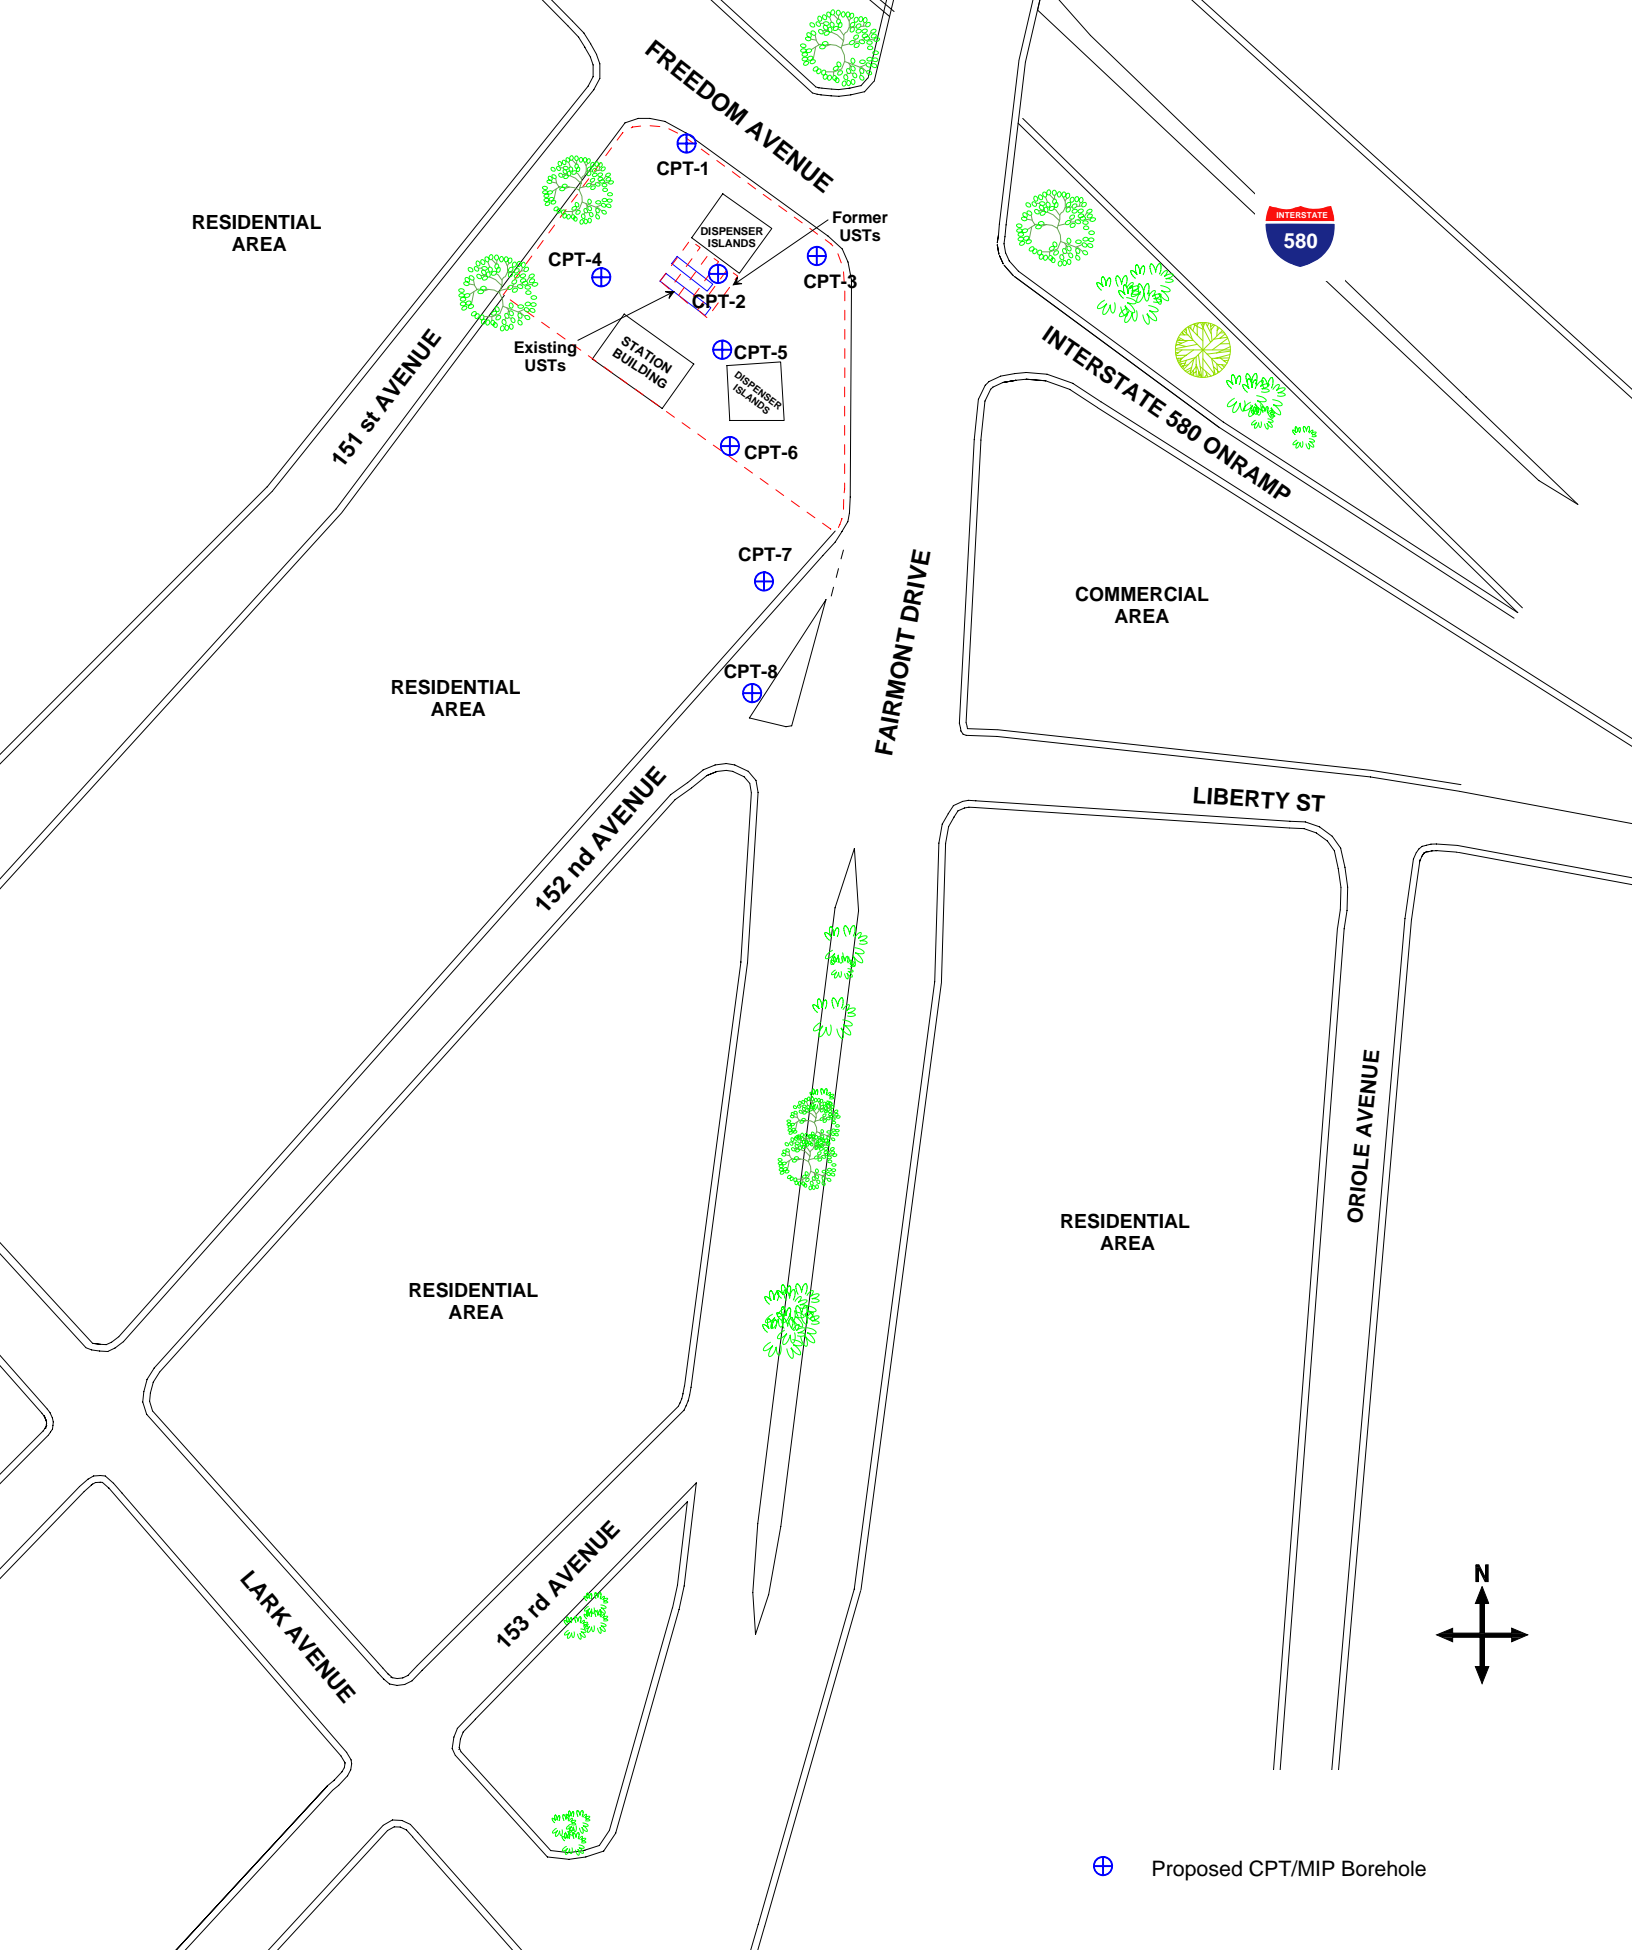 FREEDOM AVENUE
CPT-1
RESIDENTIAL
AREA
DISPENSER
ISLANDS
Former
USTs
INTERSTATE
580
CPT-4
CPT-3
CPT-2
Existing
USTs
STATION
BUILDING
CPT-5
DISPENSER
ISLANDS
151 st AVENUE
INTERSTATE 580 ONRAMP
CPT-6
CPT-7
FAIRMONT DRIVE
COMMERCIAL
AREA
CPT-8
RESIDENTIAL
AREA
152 nd AVENUE
LIBERTY ST
ORIOLE AVENUE
RESIDENTIAL
AREA
RESIDENTIAL
AREA
153 rd AVENUE
LARK AVENUE
N
Proposed CPT/MIP Borehole